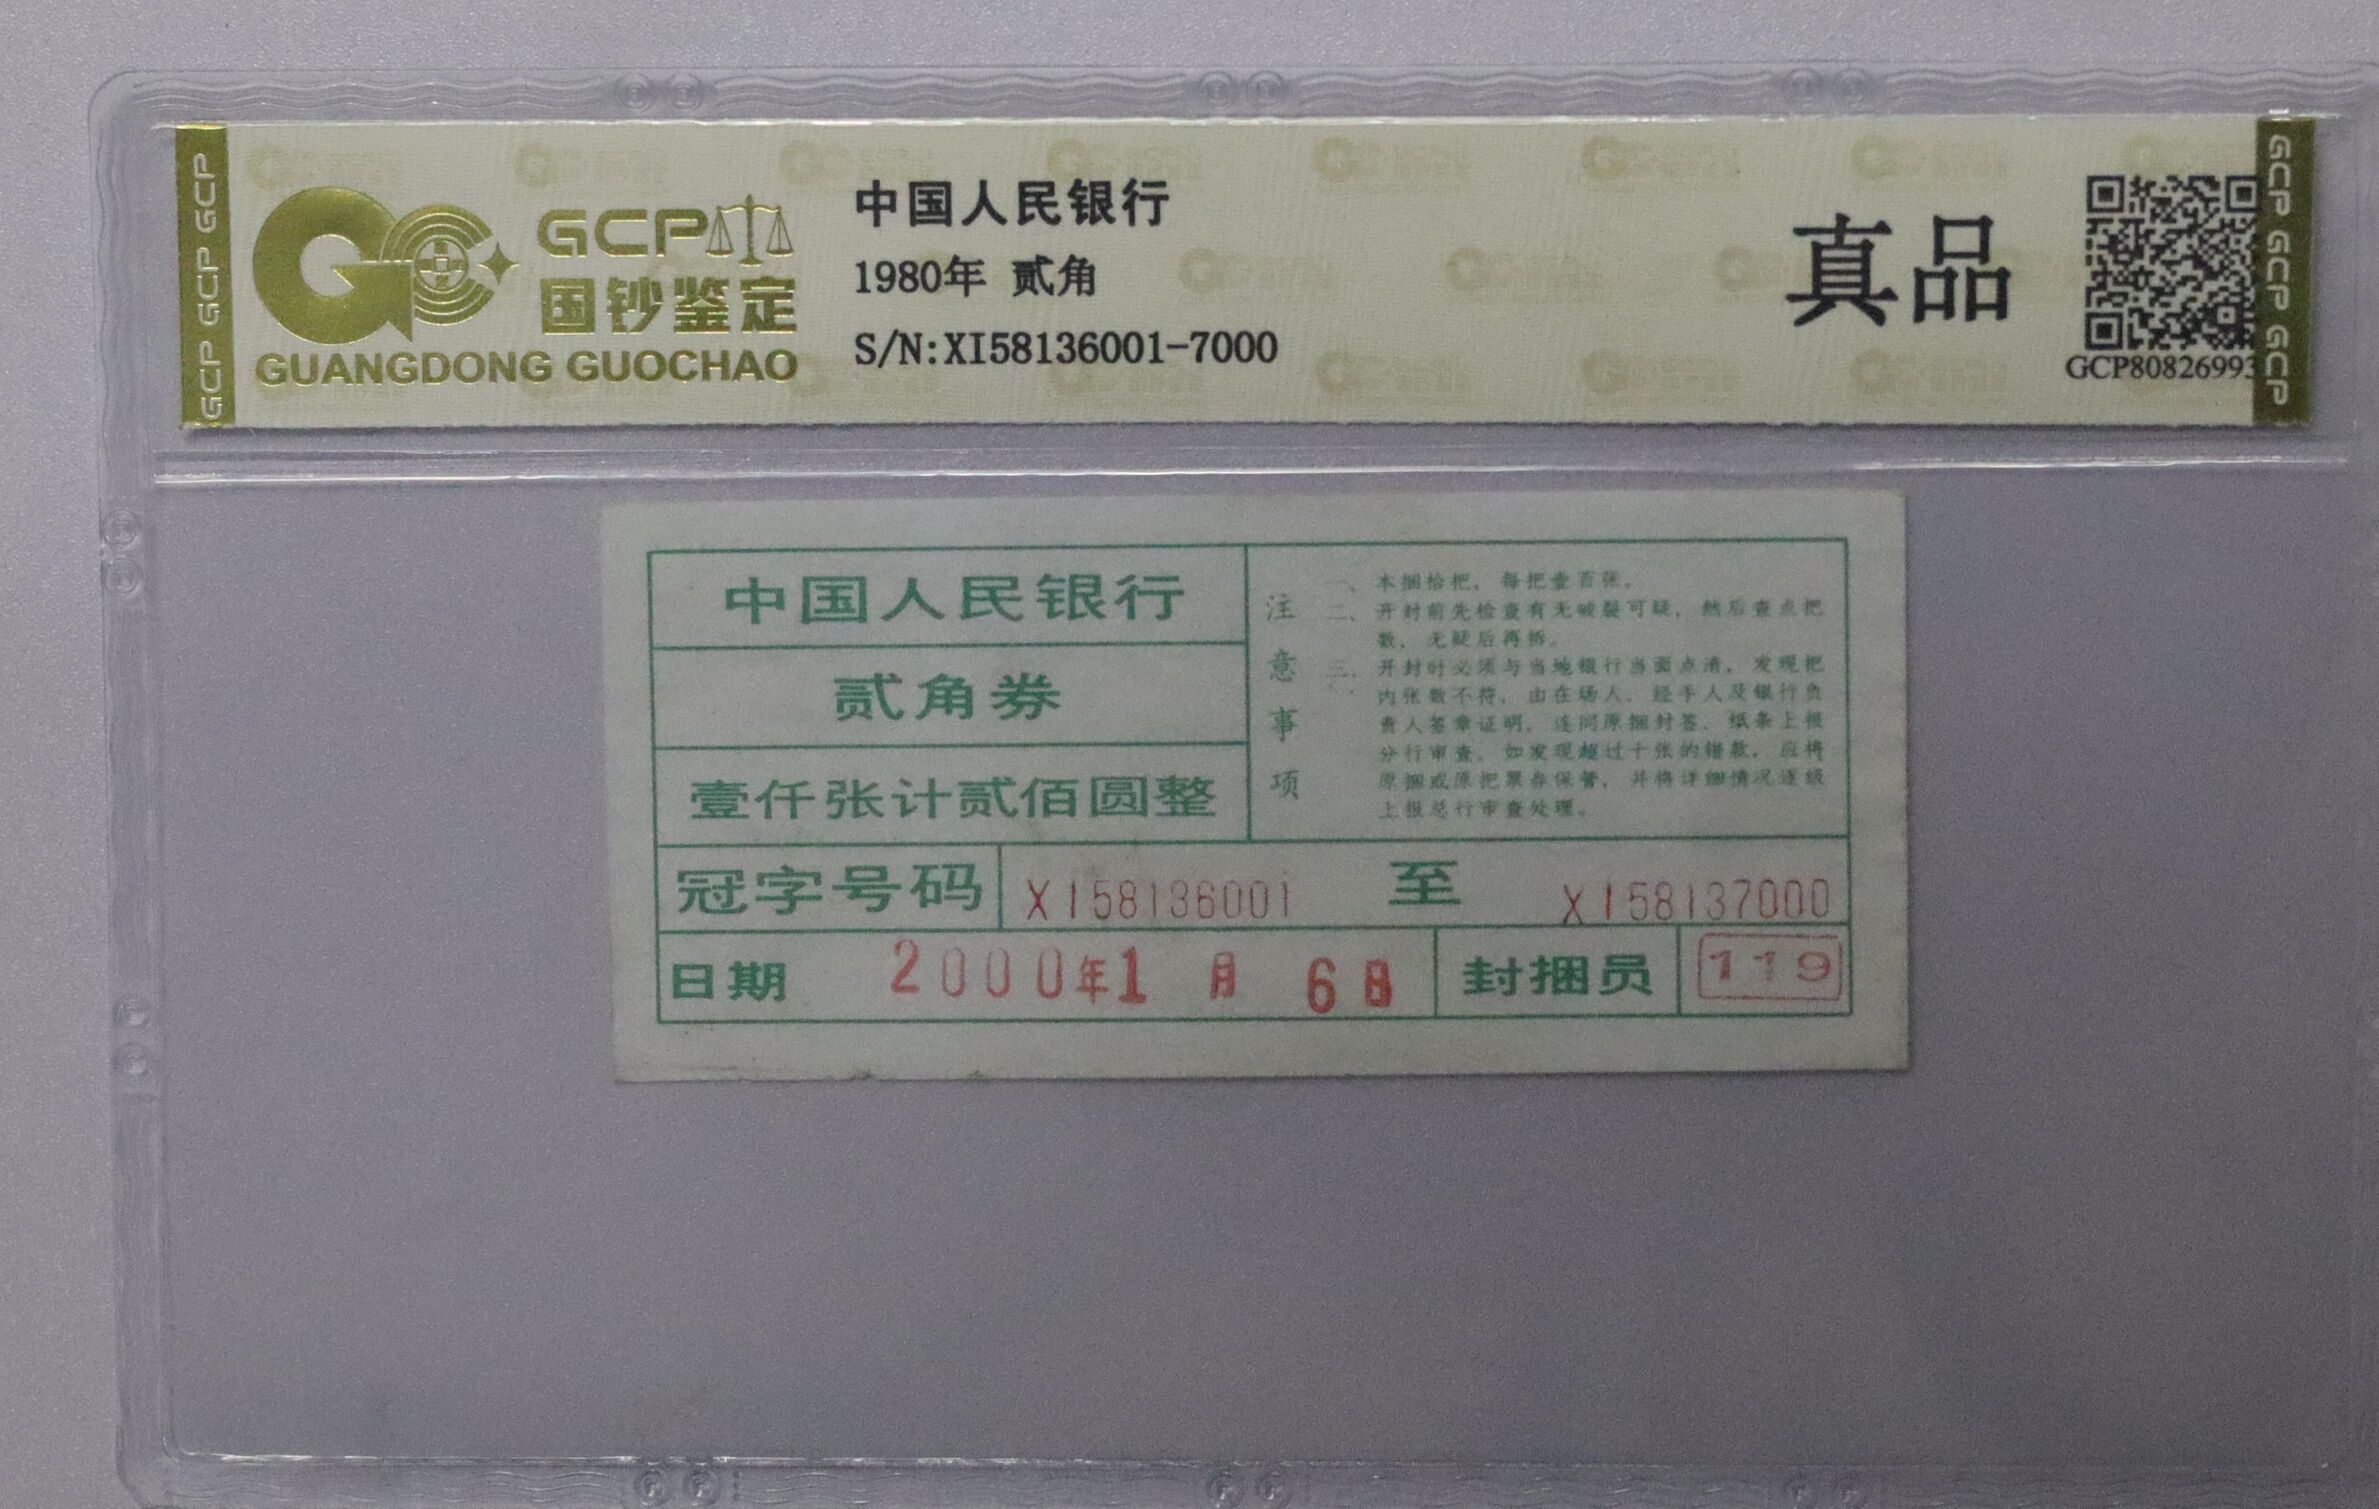 GCP GCP GCP
GCP
国钞鉴定
GUANGDONG GUOCHAO
中国人民银行
1980年 贰角
S/N:XI58136001-7000
真品
GCP80826993
GCP GCP GCP
中国人民银行
贰角券
壹仟张计贰佰圆整
注意事项
一、本捆恰把，每把壹百张。
二、开封前先检查有无破裂可疑，然后查点把
数，无疑后再拆。
三、开封时必须与当地银行当面点清，发现把
内张数不符，由在场人、经手人及银行负
责人签章证明，连同原捆封签、纸条上报
分行审查。如发现超过十张的错款，应将
原捆或原把票券保管，并将详细情况逐级
上报总行审查处理。
冠字号码 XI58136001 至 XI58137000
日期 2000年1月6日 封捆员 119